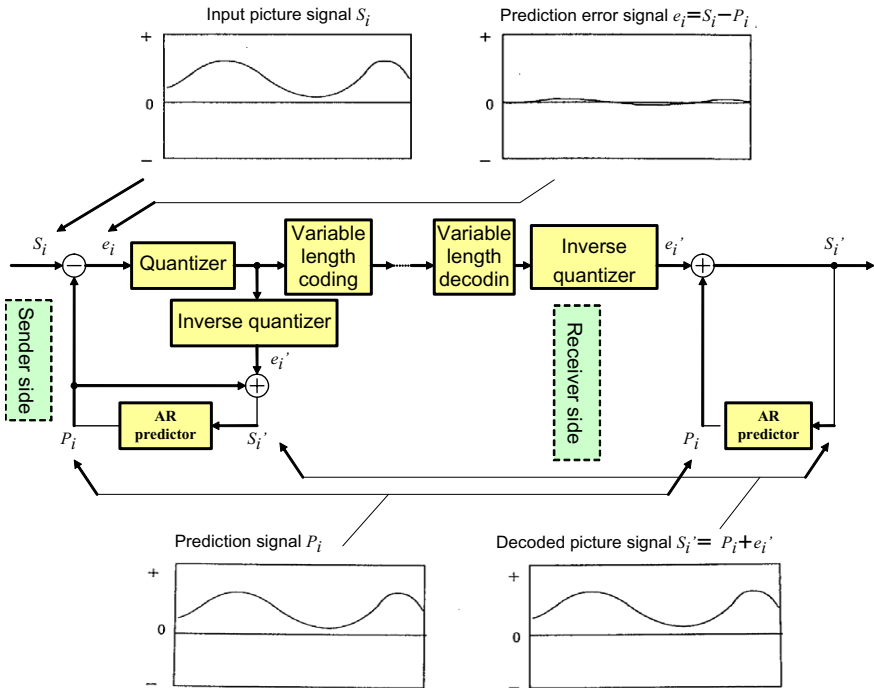 Input picture signal Sᵢ
Prediction error signal eᵢ=Sᵢ−Pᵢ
+
0
−
+
0
−
Sᵢ
−
eᵢ
Quantizer
Variable
length
coding
Variable
length
decodin
Inverse
quantizer
eᵢ’
+
Sᵢ’
Sender side
Inverse quantizer
eᵢ’
+
Receiver side
AR
predictor
Pᵢ
Sᵢ’
Pᵢ
AR
predictor
Prediction signal Pᵢ
Decoded picture signal Sᵢ’= Pᵢ+eᵢ’
+
0
−
+
0
−